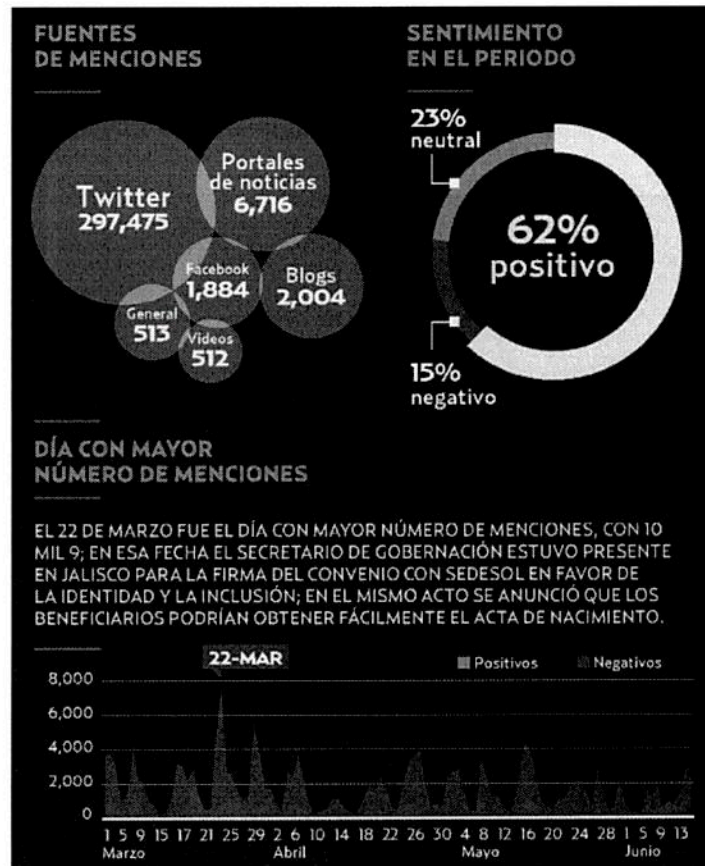 FUENTES
DE MENCIONES
Twitter
297,475
Portales
de noticias
6,716
Facebook
1,884
Blogs
2,004
General
513
Videos
512
SENTIMIENTO
EN EL PERIODO
23%
neutral
62%
positivo
15%
negativo
DÍA CON MAYOR
NÚMERO DE MENCIONES
EL 22 DE MARZO FUE EL DÍA CON MAYOR NÚMERO DE MENCIONES, CON 10
MIL 9; EN ESA FECHA EL SECRETARIO DE GOBERNACIÓN ESTUVO PRESENTE
EN JALISCO PARA LA FIRMA DEL CONVENIO CON SEDESOL EN FAVOR DE
LA IDENTIDAD Y LA INCLUSIÓN; EN EL MISMO ACTO SE ANUNCIÓ QUE LOS
BENEFICIARIOS PODRÍAN OBTENER FÁCILMENTE EL ACTA DE NACIMIENTO.
22-MAR
Positivos Negativos
8,000
6,000
4,000
2,000
0
1 5 9 15 17 21 25 29 2 6 10 14 18 22 26 30 4 8 12 16 20 24 28 1 5 9 13
Marzo Abril Mayo Junio